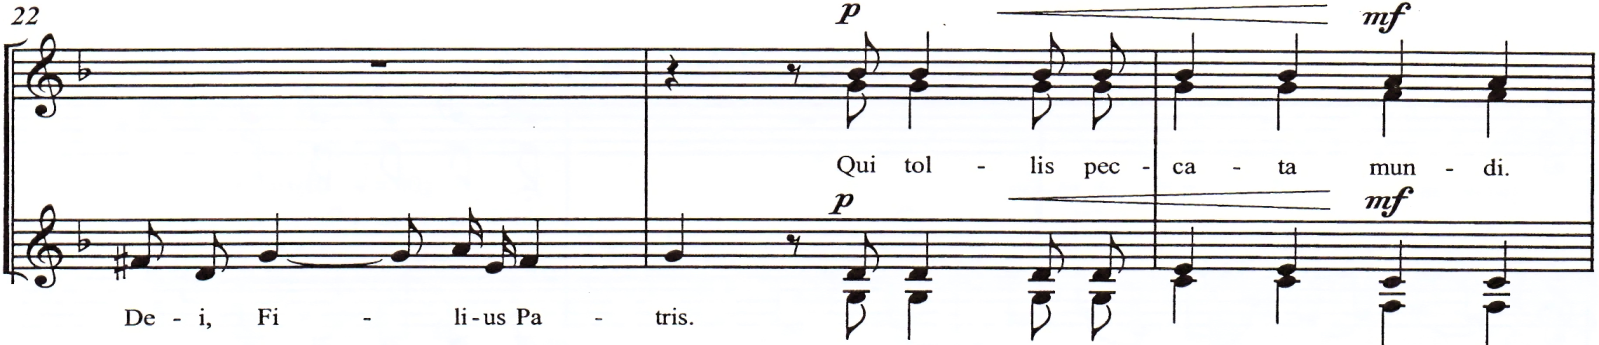 22
p mf
Qui tol - lis pec - ca - ta mun - di.
p mf
De - i, Fi - li - us Pa - tris.